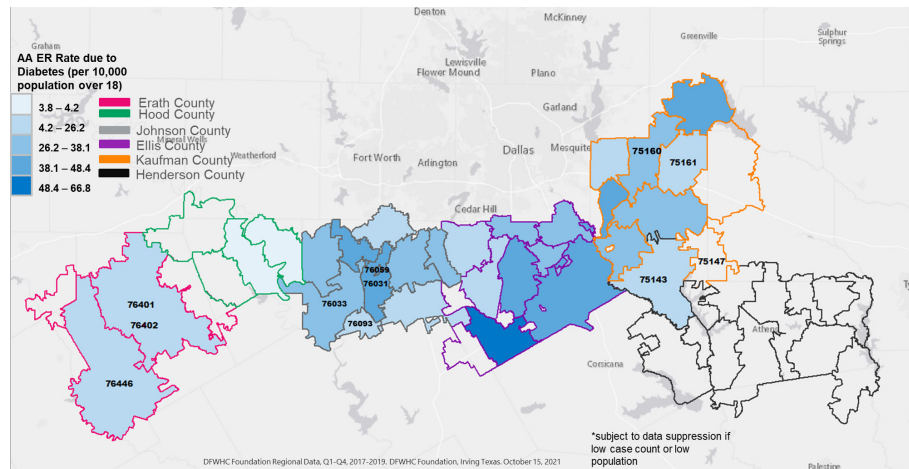 Denton
McKinney
Graham
Greenville
Sulphur
Springs
AA ER Rate due to
Diabetes (per 10,000
population over 18)
Lewisville
Flower Mound
Plano
3.8 – 4.2
4.2 – 26.2
26.2 – 38.1
38.1 – 48.4
48.4 – 66.8
Erath County
Hood County
Johnson County
Ellis County
Kaufman County
Henderson County
Mineral Wells
Weatherford
Garland
Fort Worth
Arlington
Dallas
Mesquite
75160
75161
Cedar Hill
76059
76031
75147
75143
76401
76402
76033
76093
Athens
76446
Corsicana
*subject to data suppression if
low case count or low
population
DFWHC Foundation Regional Data, Q1-Q4, 2017-2019. DFWHC Foundation, Irving Texas. October 15, 2021
Palestine